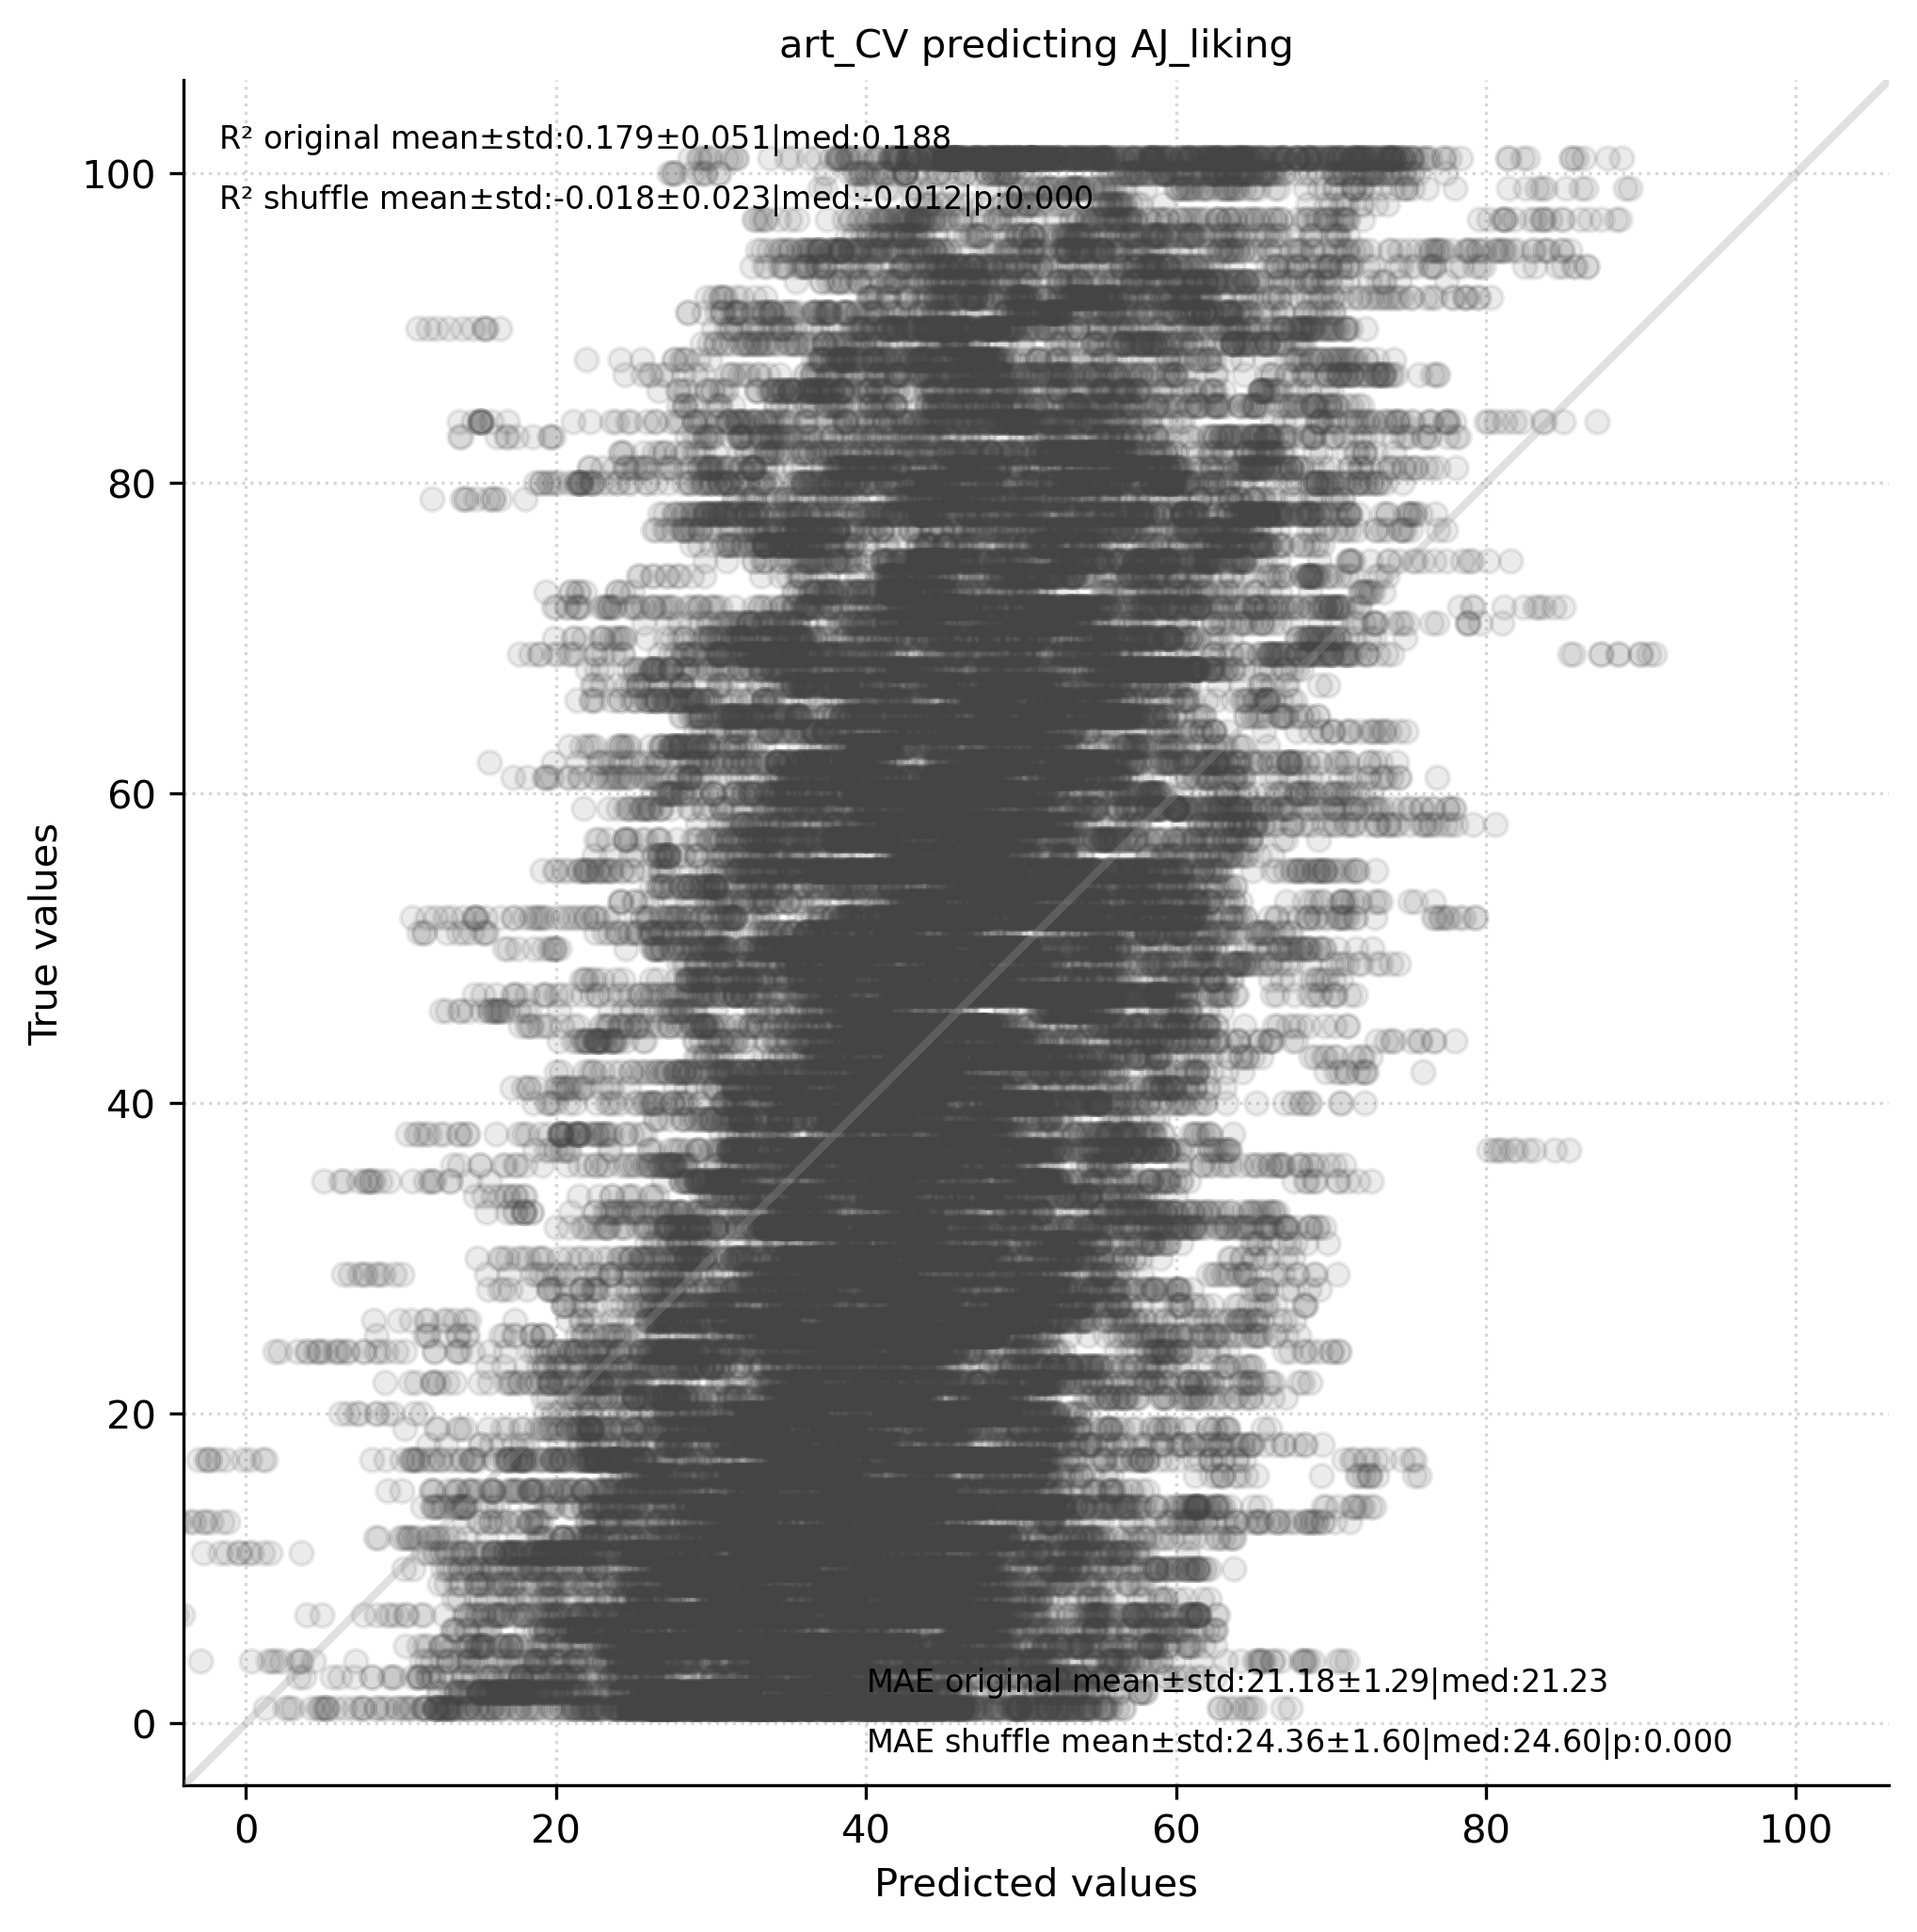 art_CV predicting AJ_liking
R² original mean±std:0.179±0.051|med:0.188
R² shuffle mean±std:-0.018±0.023|med:-0.012|p:0.000
100
80
60
40
20
0
True values
MAE original mean±std:21.18±1.29|med:21.23
MAE shuffle mean±std:24.36±1.60|med:24.60|p:0.000
0 20 40 60 80 100
Predicted values